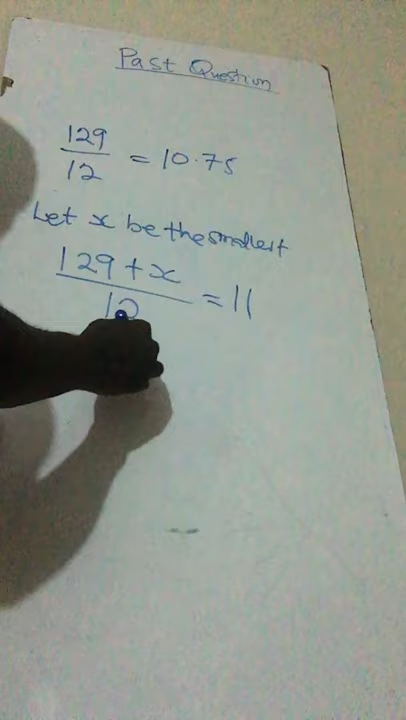 Past Question
129
12
= 10.75
Let x be the smallest
129 + x
12
= 11